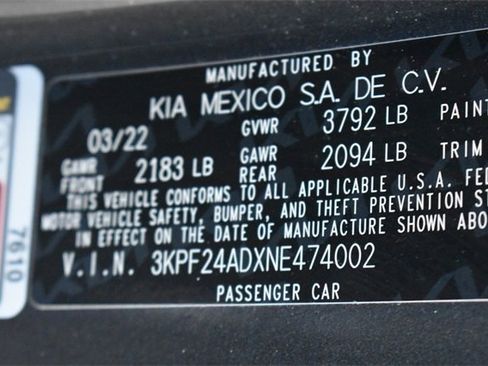 MANUFACTURED BY
KIA MEXICO S.A. DE C.V.
03/22 GVWR 3792 LB PAINT
GAWR FRONT 2183 LB GAWR REAR 2094 LB TRIM
THIS VEHICLE CONFORMS TO ALL APPLICABLE U.S.A. FED
MOTOR VEHICLE SAFETY, BUMPER, AND THEFT PREVENTION ST
IN EFFECT ON THE DATE OF MANUFACTURE SHOWN ABO
V.I.N. 3KPF24ADXNE474002
PASSENGER CAR
7610